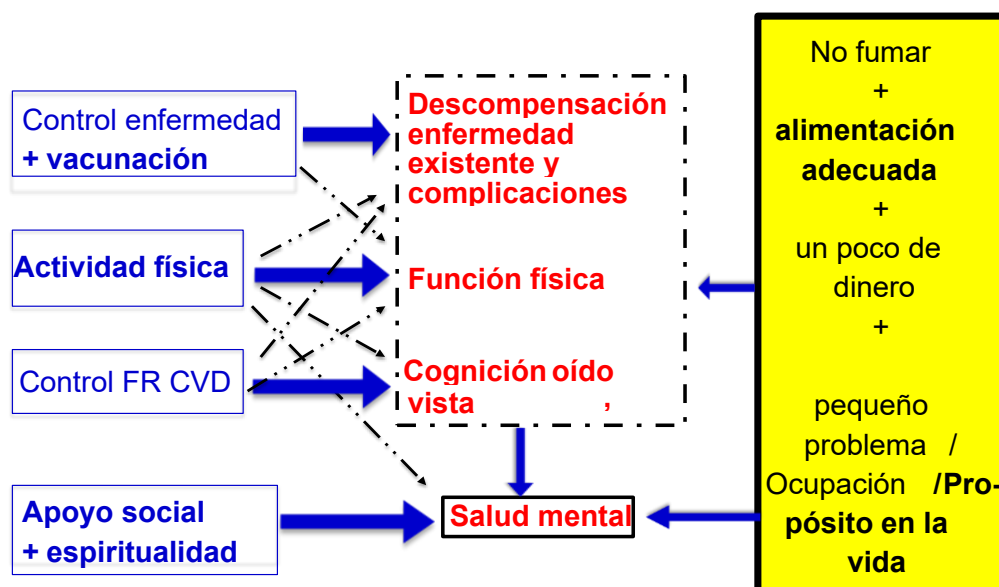 Control enfermedad
+ vacunación
Actividad física
Control FR CVD
Apoyo social
+ espiritualidad
Descompensación
enfermedad
existente y
complicaciones
Función física
Cognición oído
vista ,
Salud mental
No fumar
+
alimentación
adecuada
+
un poco de
dinero
+
pequeño
problema /
Ocupación /Pro-
pósito en la
vida